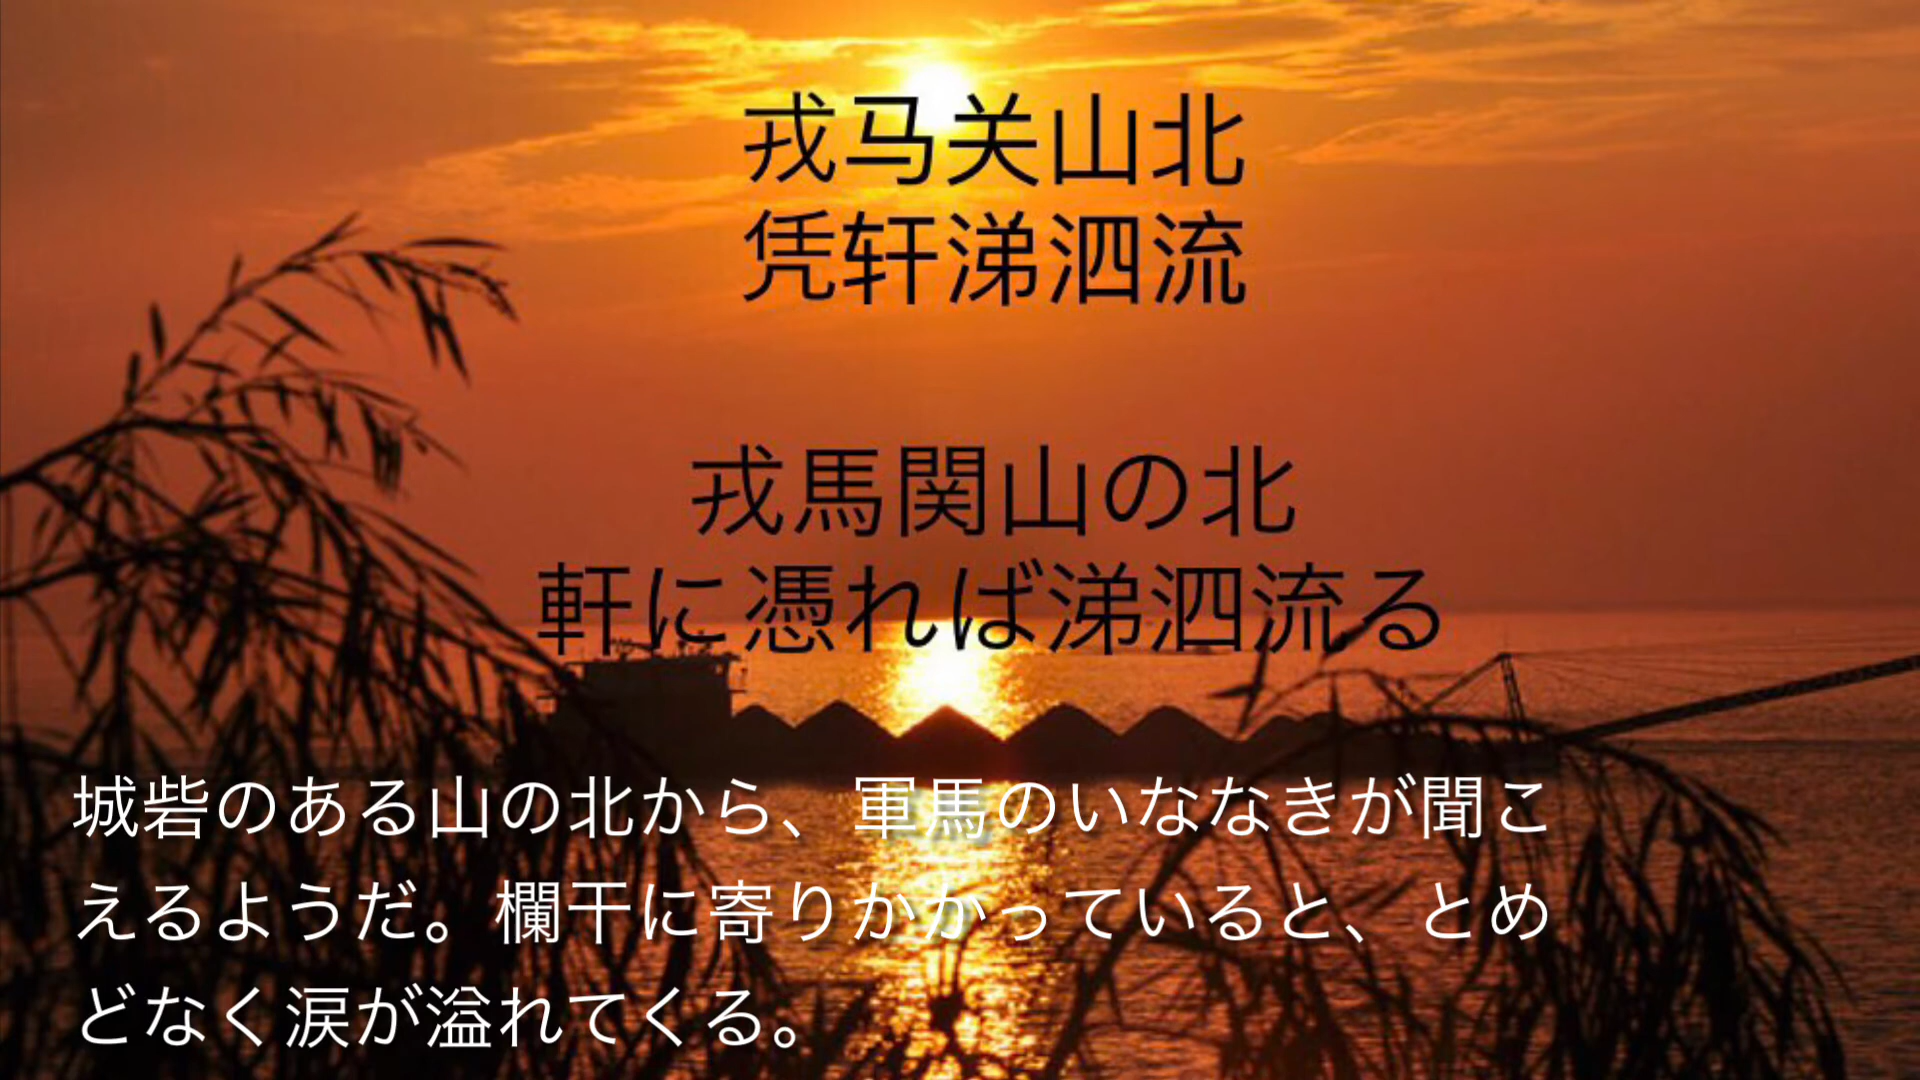 戎马关山北
凭轩涕泗流
戎馬関山の北
軒に憑れば涕泗流る
城砦のある山の北から、軍馬のいななきが聞こ
えるようだ。欄干に寄りかかっていると、とめ
どなく涙が溢れてくる。